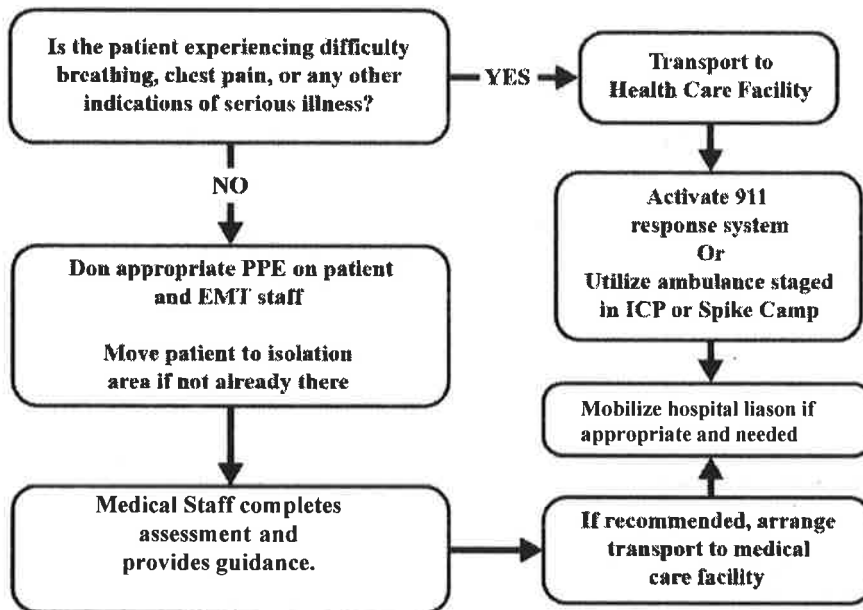 Is the patient experiencing difficulty
breathing, chest pain, or any other
indications of serious illness?
YES
Transport to
Health Care Facility
NO
Activate 911
response system
Or
Utilize ambulance staged
in ICP or Spike Camp
Don appropriate PPE on patient
and EMT staff
Move patient to isolation
area if not already there
Mobilize hospital liason if
appropriate and needed
Medical Staff completes
assessment and
provides guidance.
If recommended, arrange
transport to medical
care facility